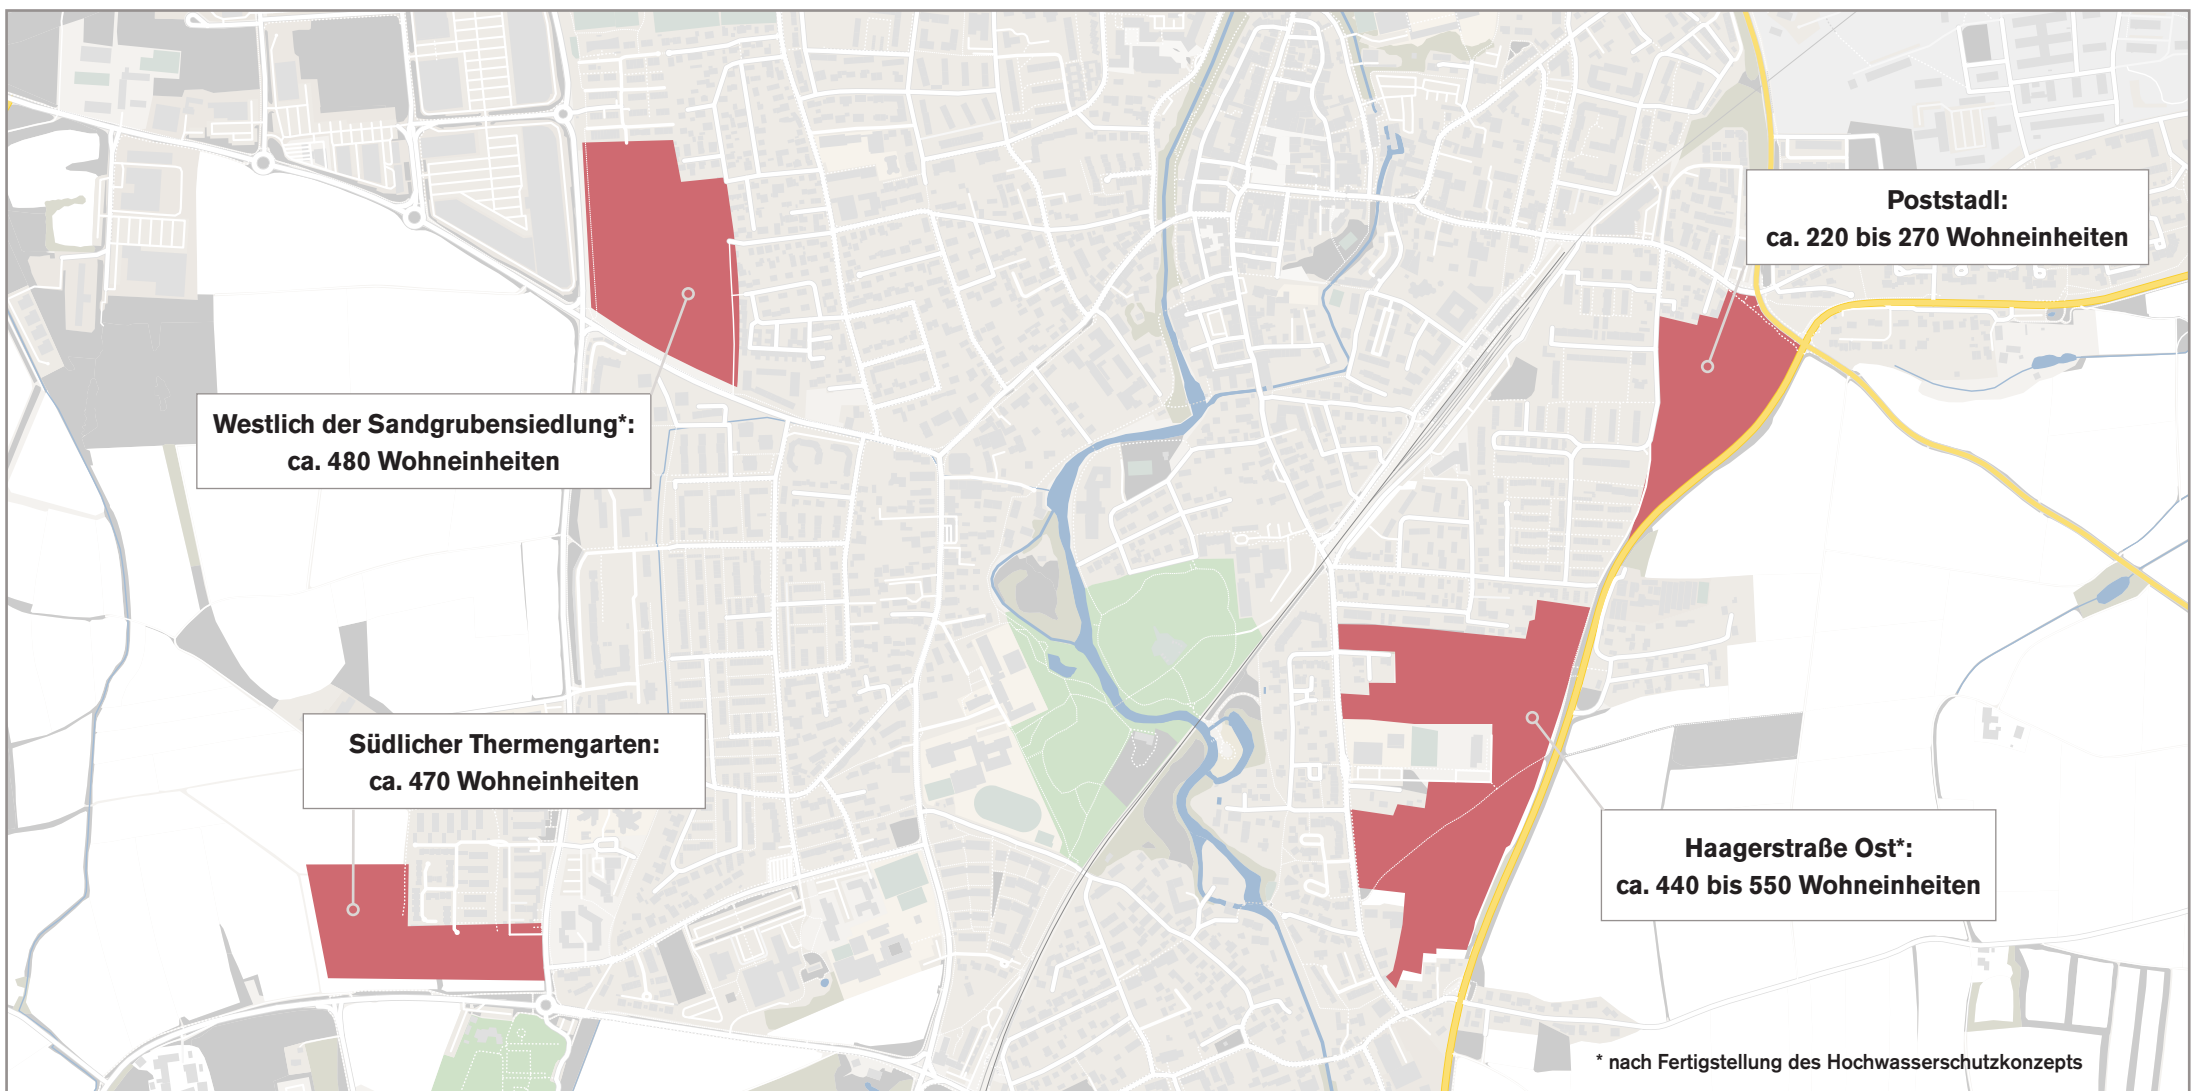 Poststadl:
ca. 220 bis 270 Wohneinheiten
Westlich der Sandgrubensiedlung*:
ca. 480 Wohneinheiten
Südlicher Thermengarten:
ca. 470 Wohneinheiten
Haagerstraße Ost*:
ca. 440 bis 550 Wohneinheiten
* nach Fertigstellung des Hochwasserschutzkonzepts